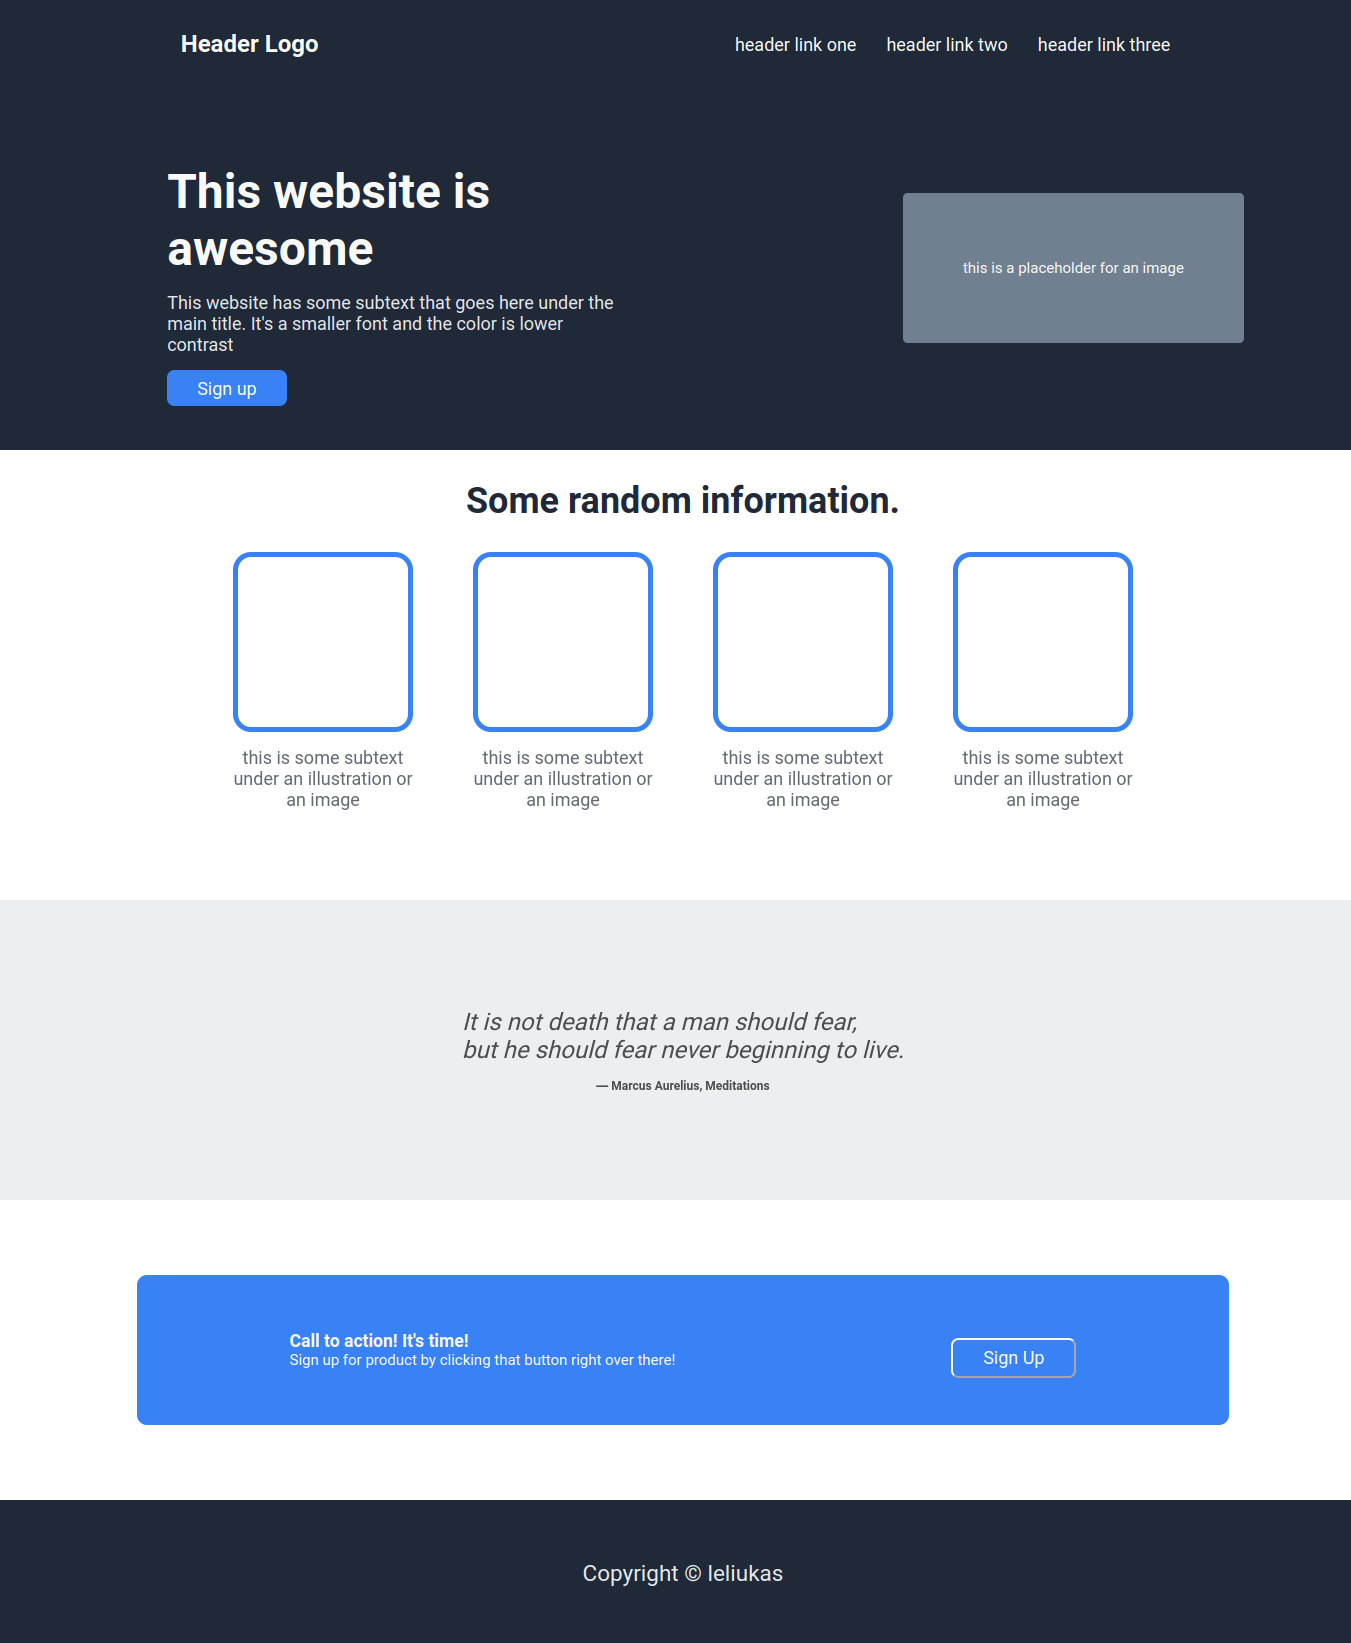 Header Logo
header link one
header link two
header link three
This website is
awesome
This website has some subtext that goes here under the
main title. It's a smaller font and the color is lower
contrast
Sign up
this is a placeholder for an image
Some random information.
this is some subtext
under an illustration or
an image
this is some subtext
under an illustration or
an image
this is some subtext
under an illustration or
an image
this is some subtext
under an illustration or
an image
It is not death that a man should fear,
but he should fear never beginning to live.
— Marcus Aurelius, Meditations
Call to action! It's time!
Sign up for product by clicking that button right over there!
Sign Up
Copyright © leliukas